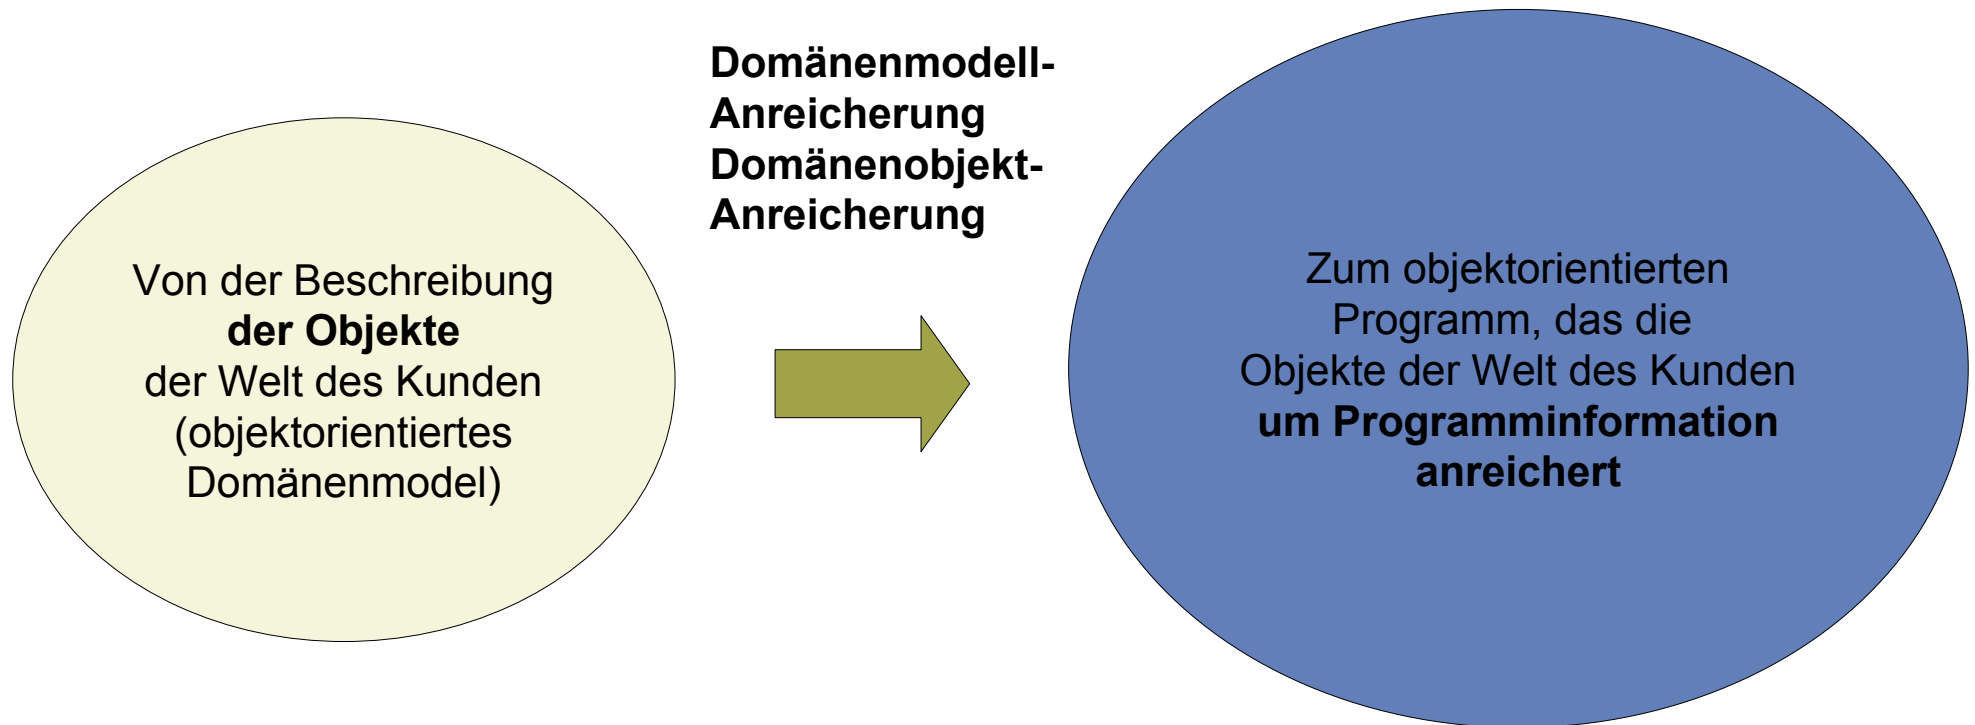 Domänenmodell-
Anreicherung
Domänenobjekt-
Anreicherung
Von der Beschreibung
der Objekte
der Welt des Kunden
(objektorientiertes
Domänenmodel)
Zum objektorientierten
Programm, das die
Objekte der Welt des Kunden
um Programminformation
anreichert